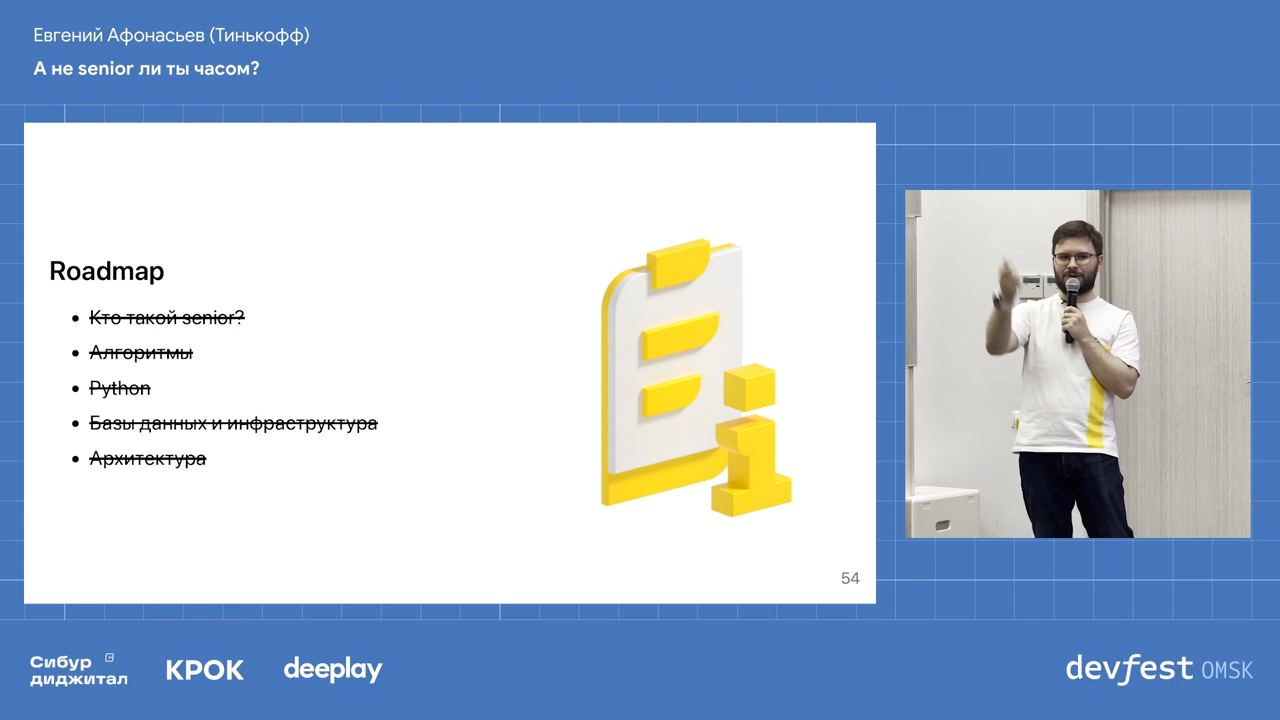 Евгений Афонасьев (Тинькофф)
А не senior ли ты часом?
Roadmap
Кто такой senior?
Алгоритмы
Python
Базы данных и инфраструктура
Архитектура
54
Сибур
диджитал
КРОК
deeplay
devfest OMSK